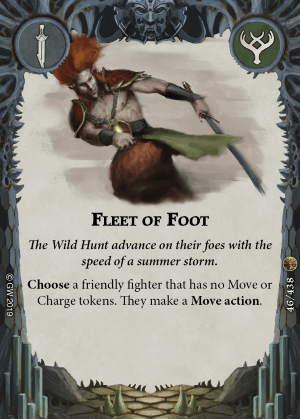 FLEET OF FOOT
The Wild Hunt advance on their foes with the
speed of a summer storm.
Choose a friendly fighter that has no Move or
Charge tokens. They make a Move action.
© GW 2019
46/438